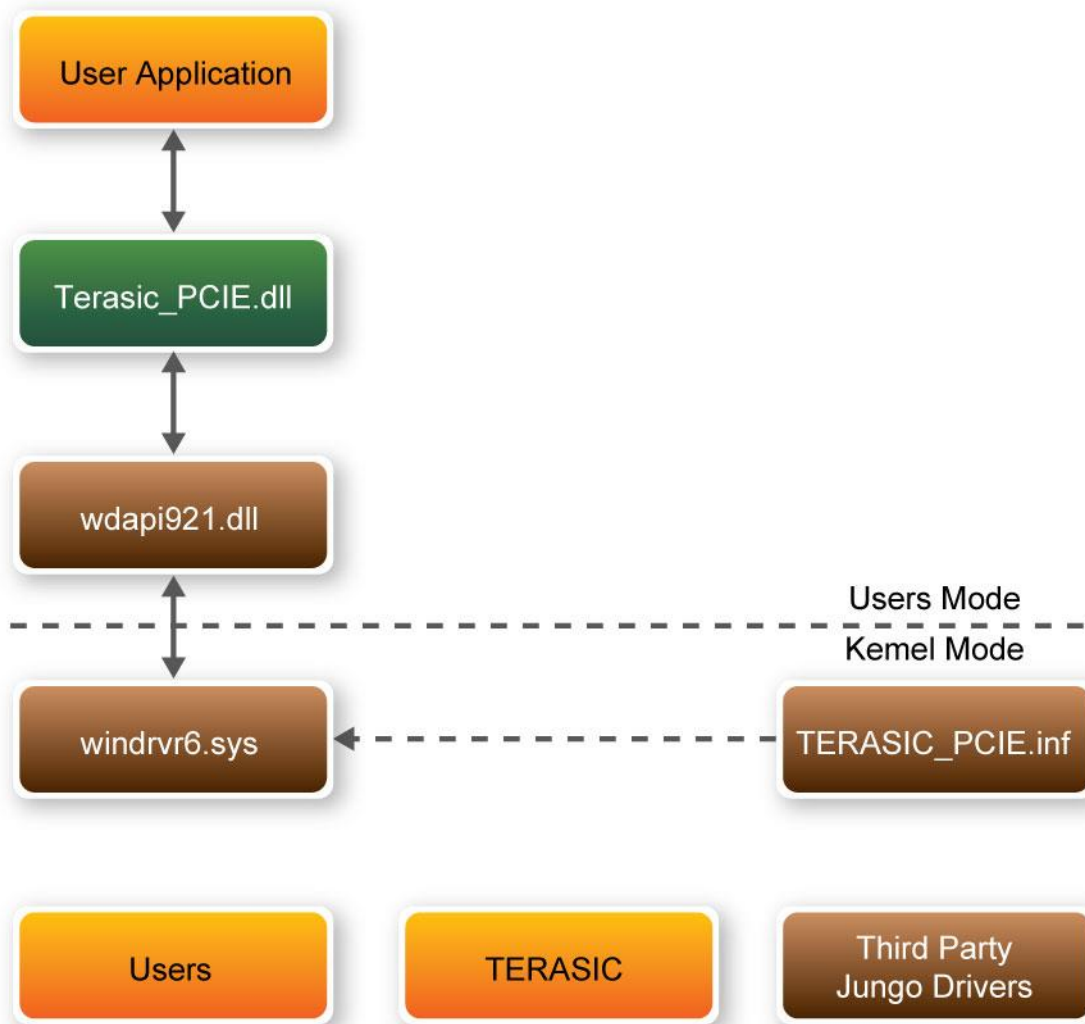 User Application
Terasic_PCIE.dll
wdapi921.dll
Users Mode
Kemel Mode
windrvr6.sys
TERASIC_PCIE.inf
Users
TERASIC
Third Party
Jungo Drivers